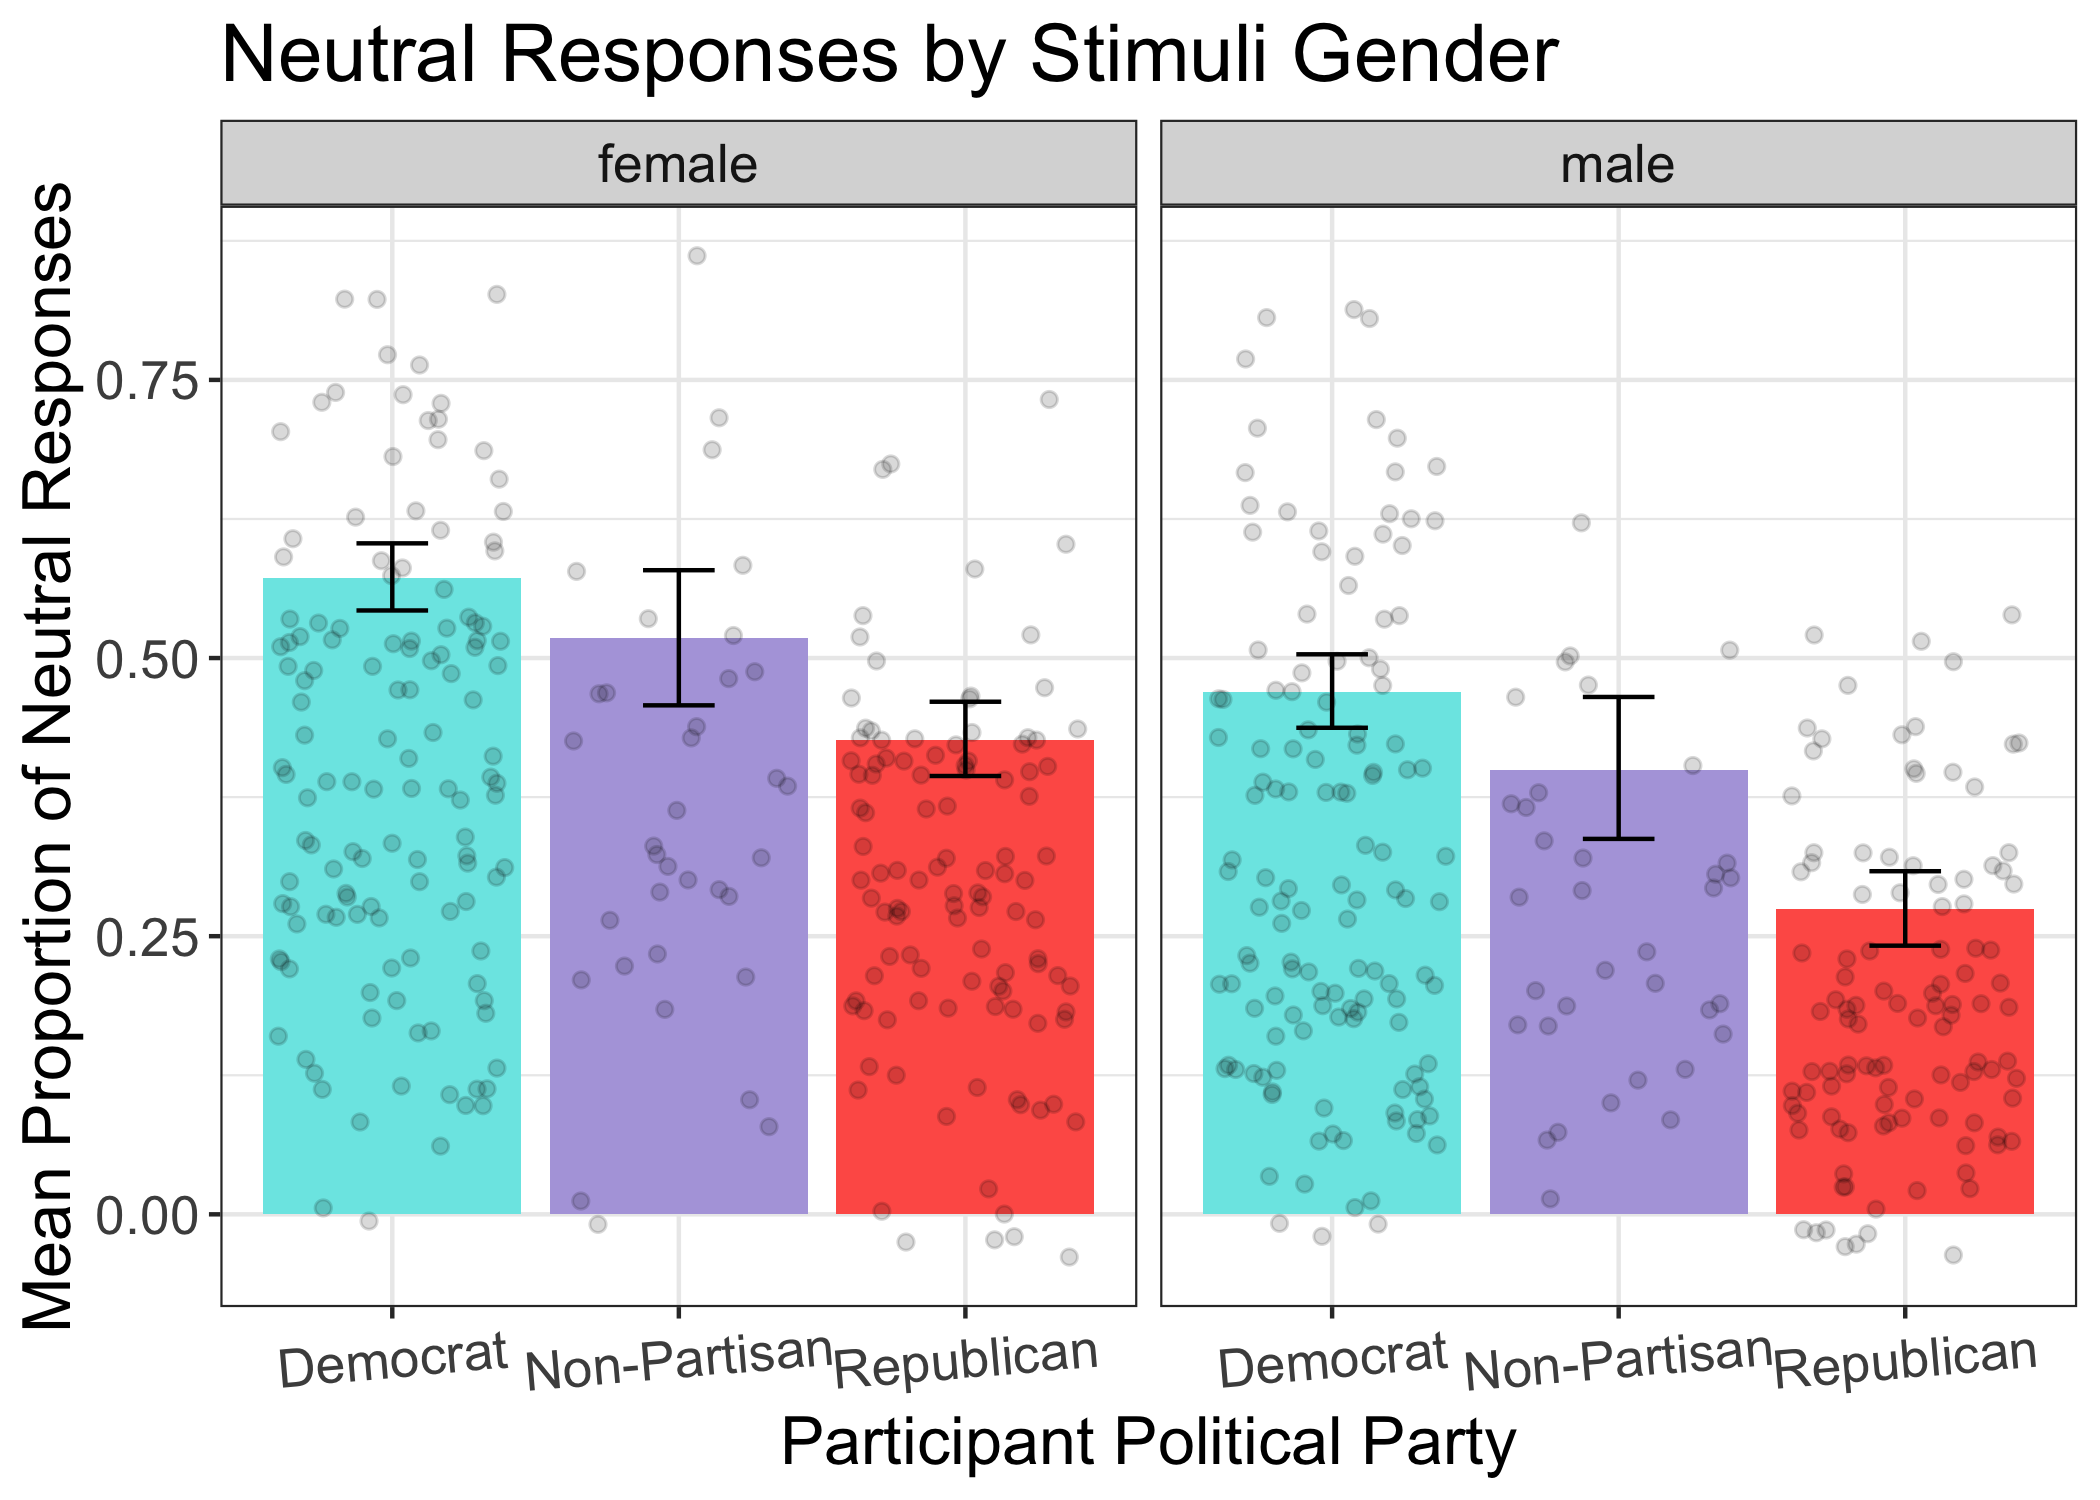 Neutral Responses by Stimuli Gender
female
male
Mean Proportion of Neutral Responses
0.75
0.50
0.25
0.00
Democrat
Non-Partisan
Republican
Democrat
Non-Partisan
Republican
Participant Political Party